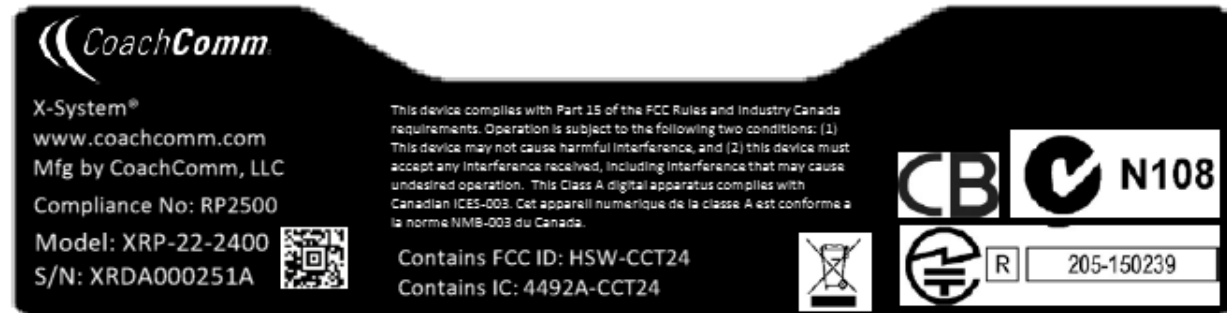 CoachComm.
X-System®
www.coachcomm.com
Mfg by CoachComm, LLC
Compliance No: RP2500
Model: XRP-22-2400
S/N: XRDA000251A
This device complies with Part 15 of the FCC Rules and Industry Canada
requirements. Operation is subject to the following two conditions: (1)
This device may not cause harmful interference, and (2) this device must
accept any interference received, including interference that may cause
undesired operation. This Class A digital apparatus complies with
Canadian ICES-003. Cet appareil numerique de la classe A est conforme a
la norme NMB-003 du Canada.
Contains FCC ID: HSW-CCT24
Contains IC: 4492A-CCT24
CB
N108
R
205-150239